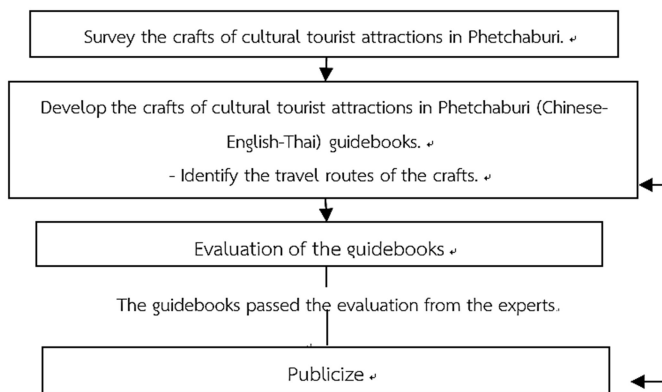 Survey the crafts of cultural tourist attractions in Phetchaburi.
Develop the crafts of cultural tourist attractions in Phetchaburi (Chinese-
English-Thai) guidebooks.
- Identify the travel routes of the crafts.
Evaluation of the guidebooks
The guidebooks passed the evaluation from the experts.
Publicize